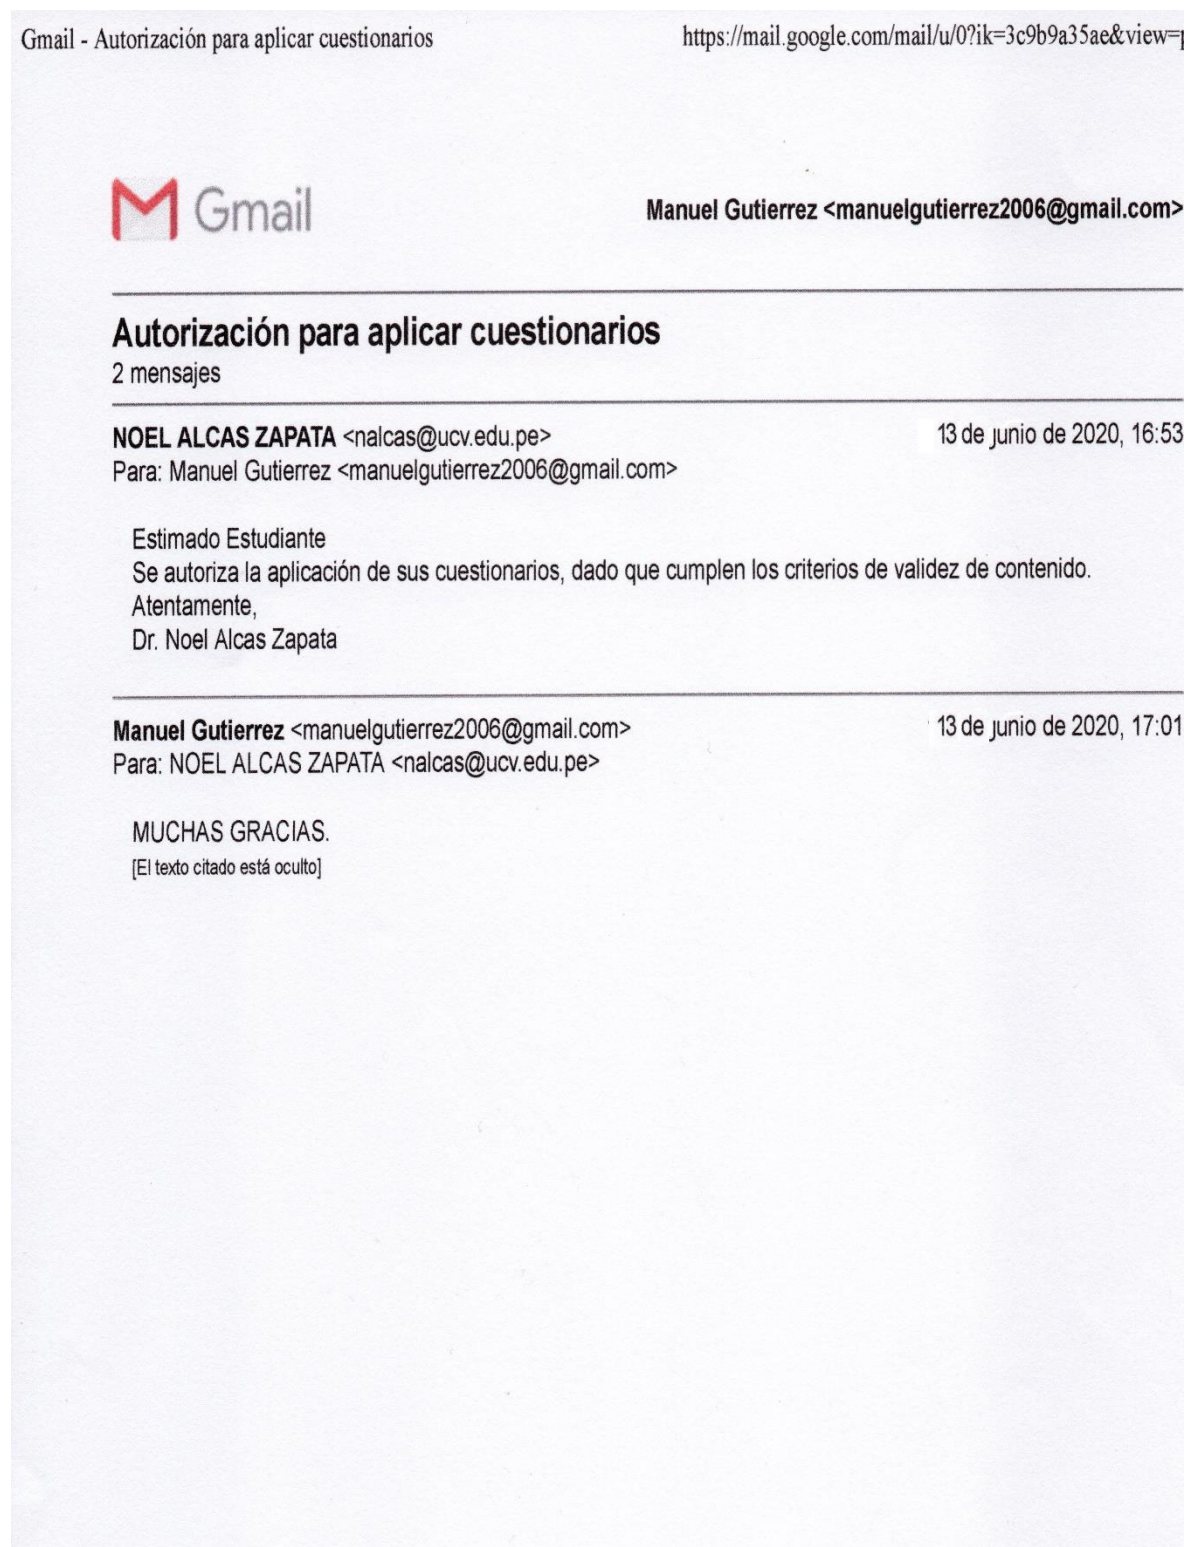 Gmail - Autorización para aplicar cuestionarios https://mail.google.com/mail/u/0?ik=3c9b9a35ae&view=p
Gmail
Manuel Gutierrez <manuelgutierrez2006@gmail.com>
Autorización para aplicar cuestionarios
2 mensajes
NOEL ALCAS ZAPATA <nalcas@ucv.edu.pe> 13 de junio de 2020, 16:53
Para: Manuel Gutierrez <manuelgutierrez2006@gmail.com>
Estimado Estudiante
Se autoriza la aplicación de sus cuestionarios, dado que cumplen los criterios de validez de contenido.
Atentamente,
Dr. Noel Alcas Zapata
Manuel Gutierrez <manuelgutierrez2006@gmail.com> 13 de junio de 2020, 17:01
Para: NOEL ALCAS ZAPATA <nalcas@ucv.edu.pe>
MUCHAS GRACIAS.
[El texto citado está oculto]